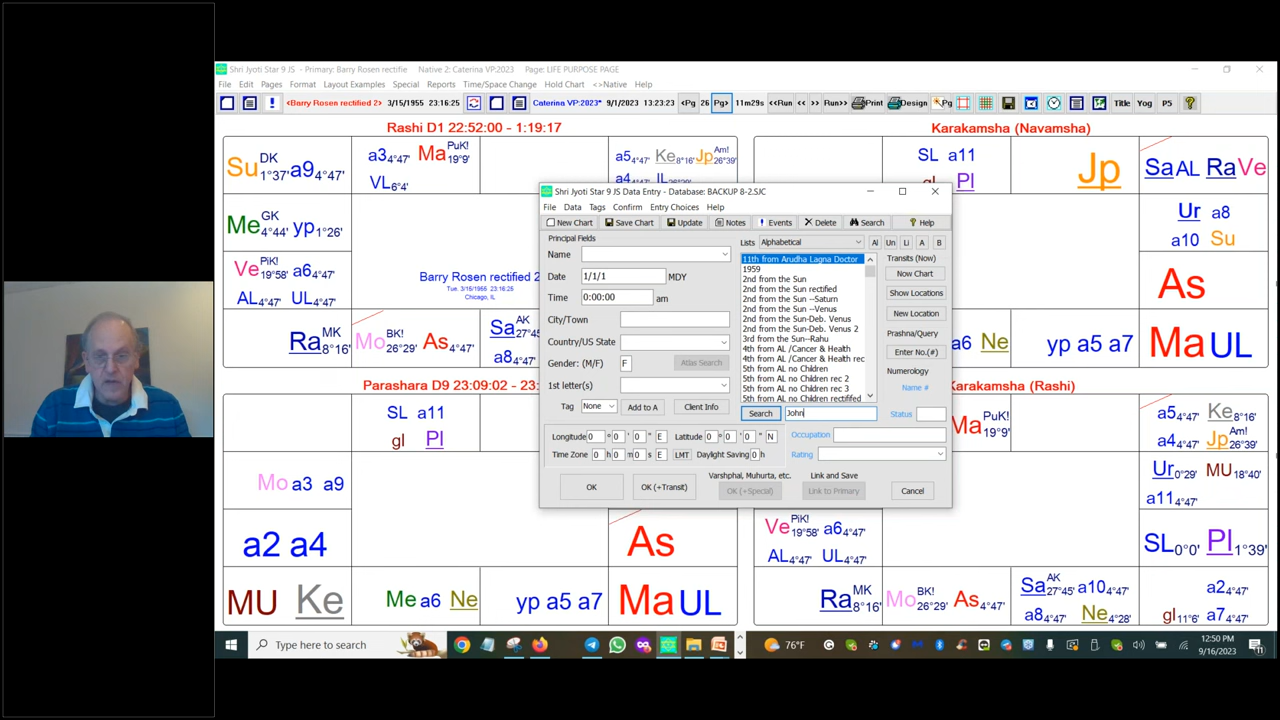 Shri Jyoti Star 9 JS - Primary: Barry Rosen rectifie Native 2: Caterina VP:2023* Page: LIFE PURPOSE PAGE
File Edit Pages Format Layout Examples Special Reports Time/Space Change Hold Chart <>Native Help
<Barry Rosen rectified 2> 3/15/1955 23:16:25 Caterina VP:2023* 9/1/2023 13:23:23 <Pg 26 Pg> 11m29s <<Run << >> Run>> Print Design Pg Title Yog P5 ?
Rashi D1 22:52:00 - 1:19:17
Su DK 1°37' a9 4°47'
a3 4°47' Ma PuK! 19°9'
VL 6°4'
a5 4°47' Ke 8°16' Jp Am! 26°39'
Me GK 4°44' yp 1°26'
Ve 19°58' a6 4°47'
AL 4°47' UL 4°47'
Barry Rosen rectified 2
Tue. 3/15/1955 23:16:25
Chicago, IL
Ra MK 8°16'
Mo BK! 26°29' As 4°47'
Sa AK 27°45'
a8 4°47'
Karakamsha (Navamsha)
SL a11
gl Pl
Jp
Sa AL Ra Ve
Ur a8
a10 Su
As
a6 Ne
yp a5 a7
Ma UL
Shri Jyoti Star 9 JS Data Entry - Database: BACKUP 8-2.SJC
File Data Tags Confirm Entry Choices Help
New Chart Save Chart Update Notes Events Delete Search Help
Principal Fields
Name
Date 1/1/1 MDY
Time 0:00:00 am
City/Town
Country/US State
Gender: (M/F) F Atlas Search
1st letter(s)
Tag None Add to A Client Info
Longitude 0 ° 0 ' 0 " E Latitude 0 ° 0 ' 0 " N
Time Zone 0 h 0 m 0 s E LMT Daylight Saving 0 h
Lists Alphabetical Al Un Li A B
11th from Arudha Lagna Doctor
1959
2nd from the Sun
2nd from the Sun rectified
2nd from the Sun --Saturn
2nd from the Sun --Venus
2nd from the Sun-Deb. Venus
2nd from the Sun-Deb. Venus 2
3rd from the Sun--Rahu
4th from AL /Cancer & Health
4th from AL /Cancer & Health rec
5th from AL no Children
5th from AL no Children rec 2
5th from AL no Children rec 3
5th from AL no Children rectified
Search John
Transits (Now)
Now Chart
Show Locations
New Location
Prashna/Query
Enter No.(#)
Numerology
Name #
Status
Occupation
Rating
Varshphal, Muhurta, etc. Link and Save
OK OK (+Transit) OK (+Special) Link to Primary Cancel
Parashara D9 23:09:02 - 23:
SL a11
gl Pl
Mo a3 a9
a2 a4
As
MU Ke
Me a6 Ne
yp a5 a7
Ma UL
Karakamsha (Rashi)
Ma PuK! 19°9'
a5 4°47' Ke 8°16'
a4 4°47' Jp Am! 26°39'
Ur 0°29' MU 18°40'
a11 4°47'
Ve PiK! 19°58' a6 4°47'
AL 4°47' UL 4°47'
SL 0°0' Pl 1°39'
Ra MK 8°16'
Mo BK! 26°29' As 4°47'
Sa AK 27°45' a10 4°47'
a8 4°47' Ne 4°28'
a2 4°47'
gl 11°6' a7 4°47'
Type here to search
76°F
12:50 PM
9/16/2023